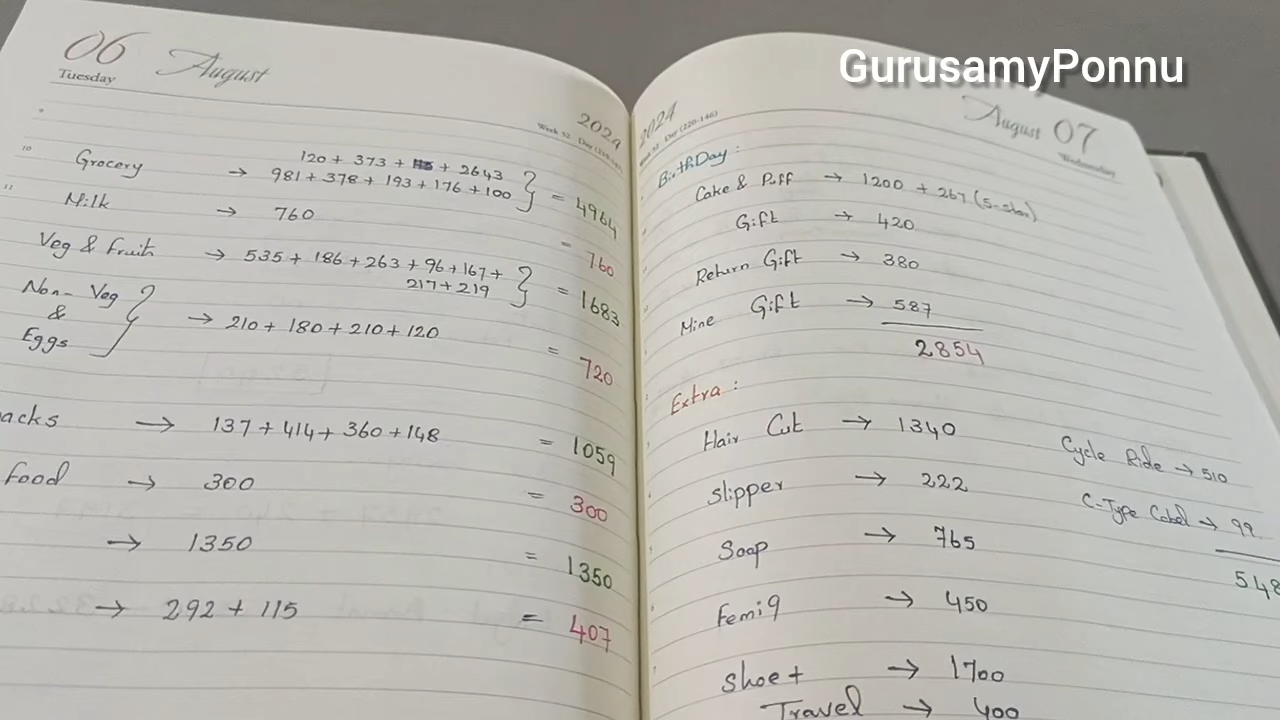 GurusamyPonnu
06 August
Tuesday
2024
Grocery → 120 + 373 + + 2643
981 + 378 + 193 + 176 + 100 } = 4964
Milk → 760 = 760
Veg & Fruits → 535 + 186 + 263 + 96 + 167 +
217 + 219 } = 1683
Non-Veg
&
Eggs } → 210 + 180 + 210 + 120 = 720
acks → 137 + 414 + 360 + 148 = 1059
Food → 300 = 300
→ 1350 = 1350
→ 292 + 115 = 407
2024
August 07
Wednesday
BirthDay :
Cake & Puff → 1200 + 267 (5-Star)
Gift → 420
Return Gift → 380
Mine Gift → 587
2854
Extra :
Hair Cut → 1340
Slipper → 222
Soap → 765
Femi9 → 450
Shoe + → 1700
Travel → 400
Cycle Ride → 510
C-Type Cabel → 99
548